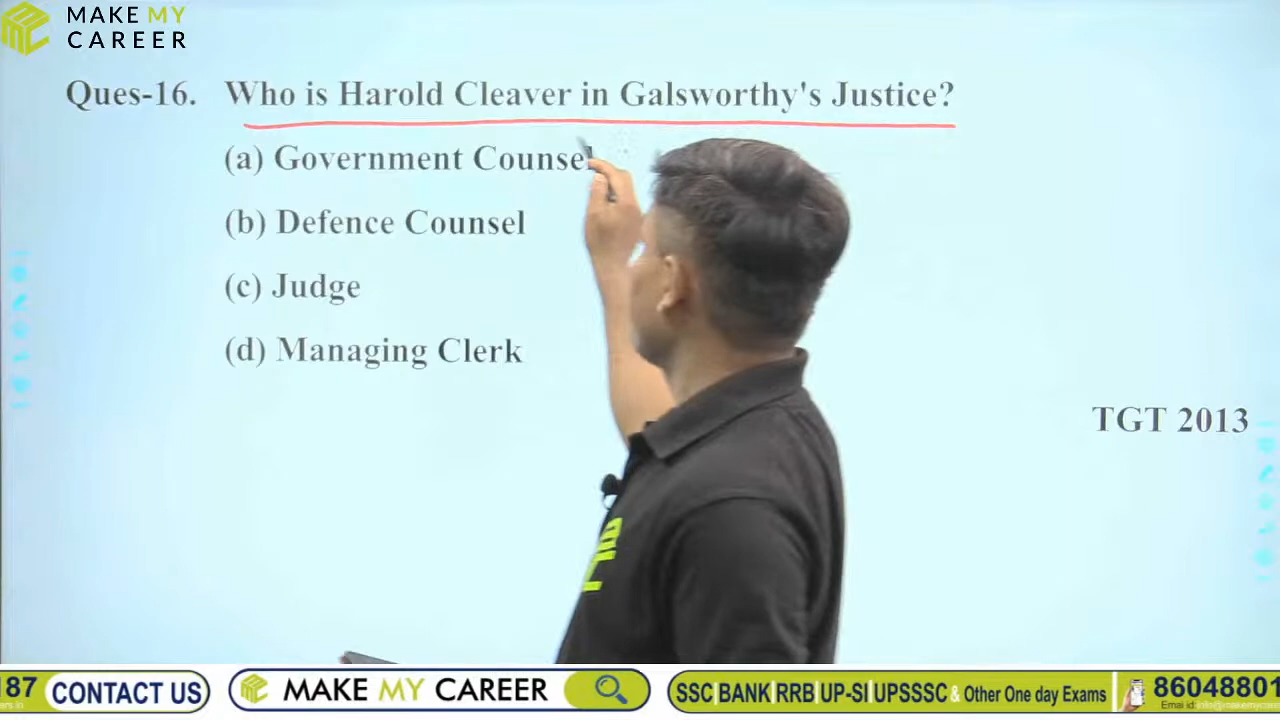 MAKE MY
CAREER
Ques-16. Who is Harold Cleaver in Galsworthy's Justice?
(a) Government Counsel
(b) Defence Counsel
(c) Judge
(d) Managing Clerk
TGT 2013
187 CONTACT US MAKE MY CAREER SSC BANK RRB UP-SI UPSSSC & Other One day Exams 86048801